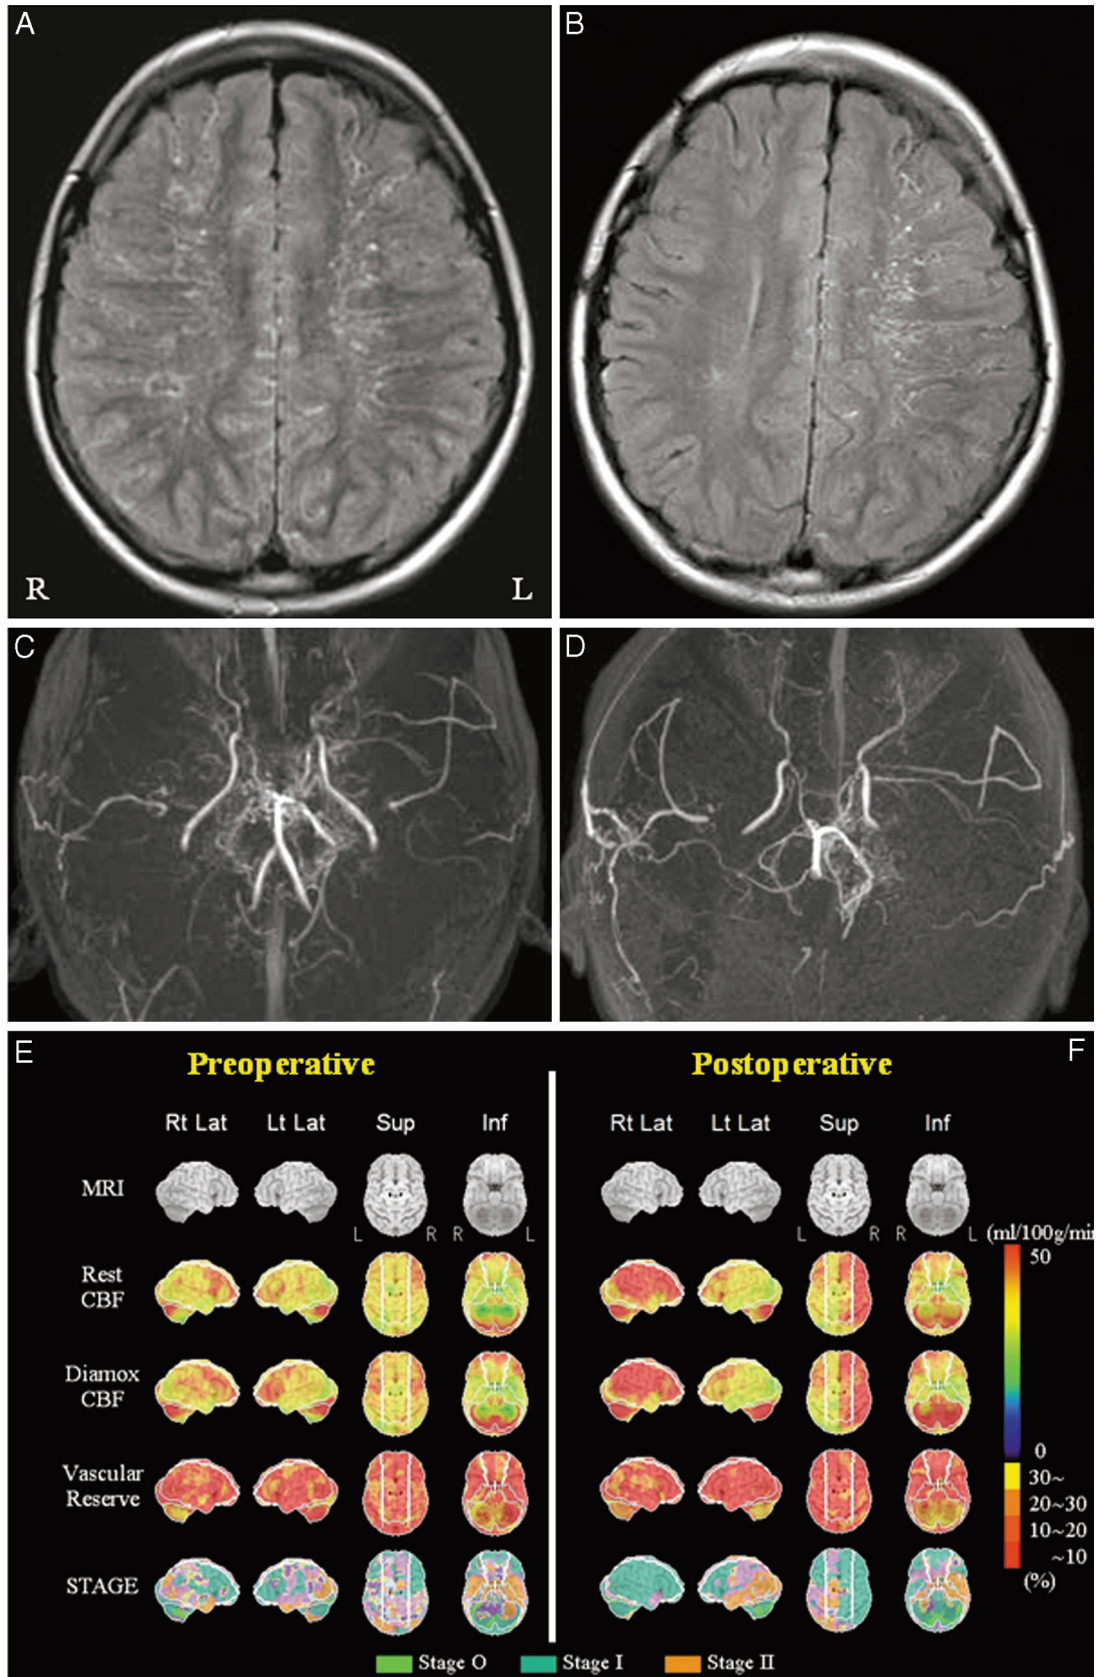 A
B
R
L
C
D
E
F
Preoperative
Postoperative
Rt Lat
Lt Lat
Sup
Inf
Rt Lat
Lt Lat
Sup
Inf
MRI
L
R
R
L
L
R
R
L
(ml/100g/min
50
Rest
CBF
Diamox
CBF
0
Vascular
Reserve
30~
20~30
10~20
~10
(%)
STAGE
Stage O
Stage I
Stage II